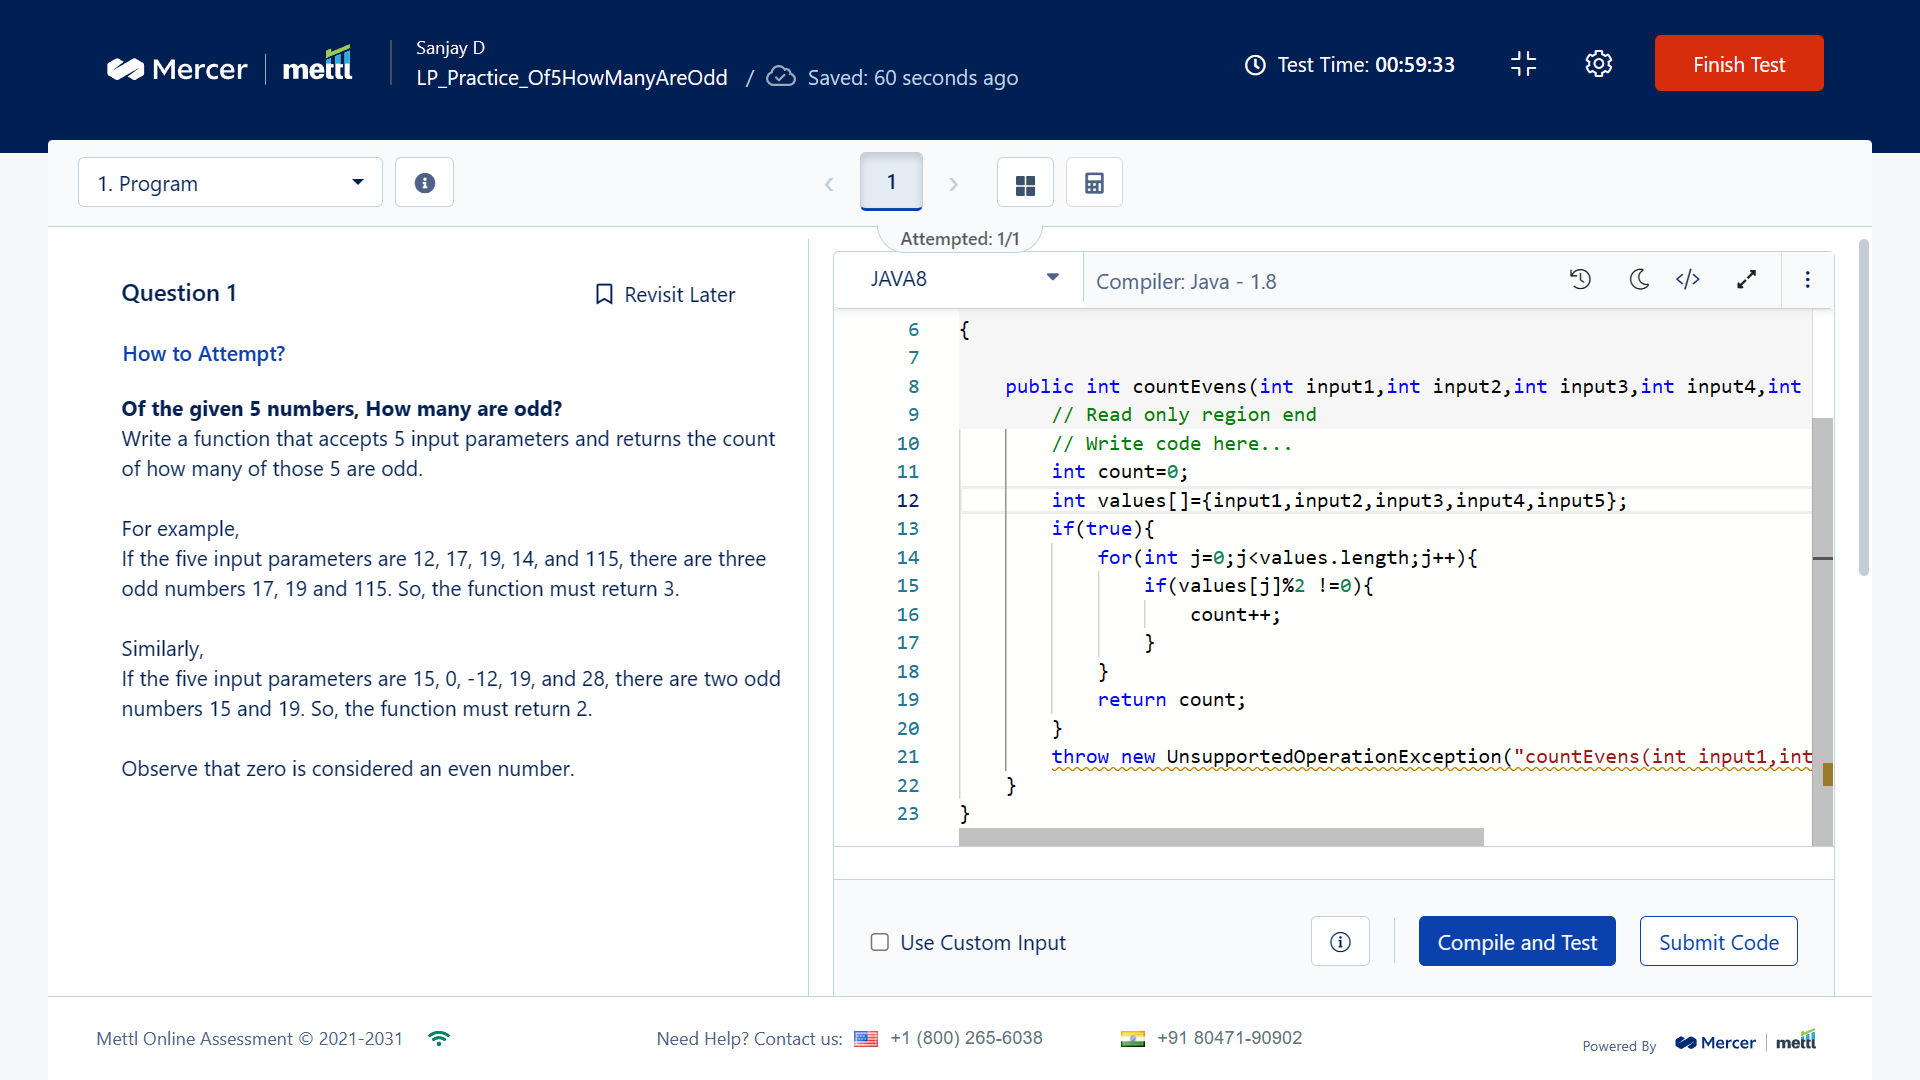 Mercer
mettl
Sanjay D
LP_Practice_Of5HowManyAreOdd / Saved: 60 seconds ago
Test Time: 00:59:33
Finish Test
1. Program
1
Attempted: 1/1
Question 1
Revisit Later
How to Attempt?
Of the given 5 numbers, How many are odd?
Write a function that accepts 5 input parameters and returns the count
of how many of those 5 are odd.
For example,
If the five input parameters are 12, 17, 19, 14, and 115, there are three
odd numbers 17, 19 and 115. So, the function must return 3.
Similarly,
If the five input parameters are 15, 0, -12, 19, and 28, there are two odd
numbers 15 and 19. So, the function must return 2.
Observe that zero is considered an even number.
JAVA8
Compiler: Java - 1.8
6 {
7
8 public int countEvens(int input1,int input2,int input3,int input4,int
9 // Read only region end
10 // Write code here...
11 int count=0;
12 int values[]={input1,input2,input3,input4,input5};
13 if(true){
14 for(int j=0;j<values.length;j++){
15 if(values[j]%2 !=0){
16 count++;
17 }
18 }
19 return count;
20 }
21 throw new UnsupportedOperationException("countEvens(int input1,int
22 }
23 }
Use Custom Input
Compile and Test
Submit Code
Mettl Online Assessment © 2021-2031
Need Help? Contact us: +1 (800) 265-6038
+91 80471-90902
Powered By Mercer mettl